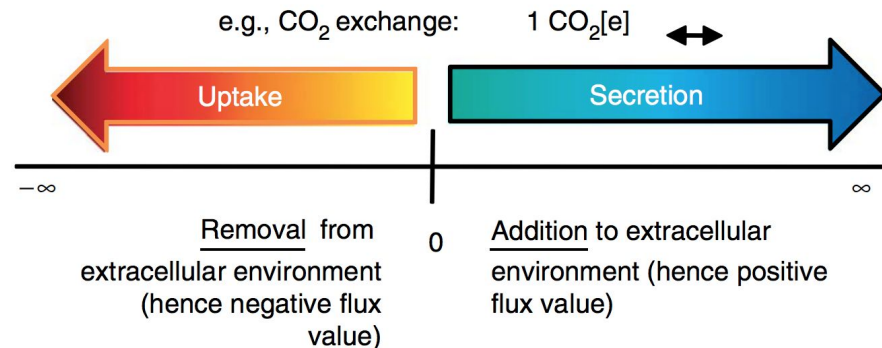 e.g., CO₂ exchange: 1 CO₂[e]
Uptake
Secretion
−∞
∞
0
Removal from
extracellular environment
(hence negative flux
value)
Addition to extracellular
environment (hence positive
flux value)